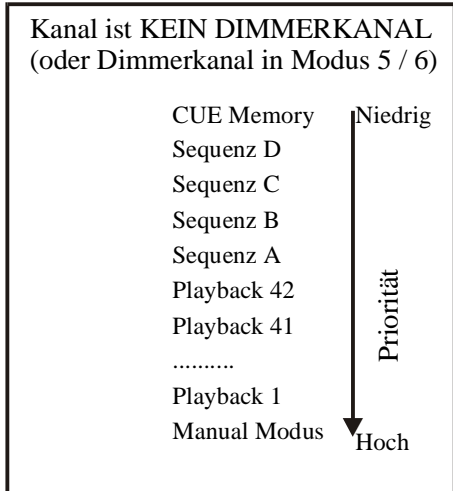 Kanal ist KEIN DIMMERKANAL
(oder Dimmerkanal in Modus 5 / 6)
CUE Memory Niedrig
Sequenz D
Sequenz C
Sequenz B
Sequenz A
Playback 42
Playback 41
..........
Playback 1
Manual Modus Hoch
Priorität